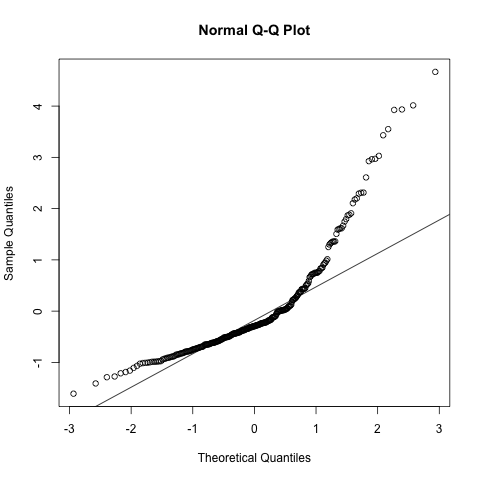 Normal Q-Q Plot
Sample Quantiles
4
3
2
1
0
-1
-3 -2 -1 0 1 2 3
Theoretical Quantiles